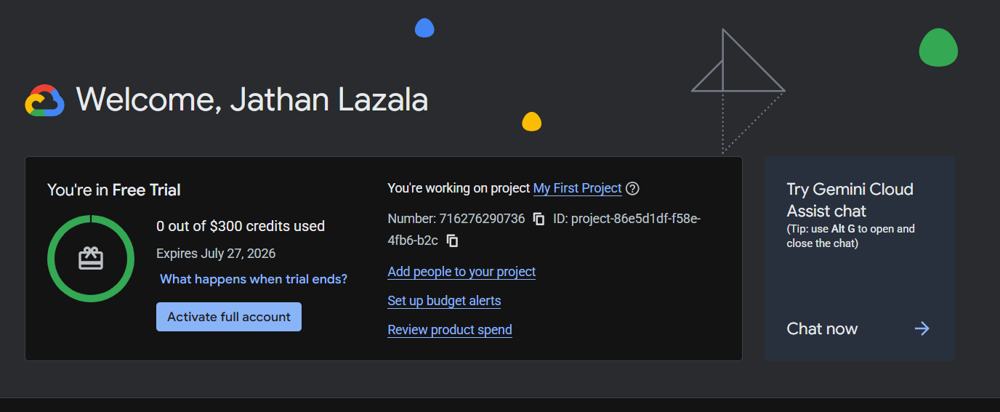 Welcome, Jathan Lazala
You're in Free Trial
0 out of $300 credits used
Expires July 27, 2026
What happens when trial ends?
Activate full account
You're working on project My First Project
Number: 716276290736 ID: project-86e5d1df-f58e-
4fb6-b2c
Add people to your project
Set up budget alerts
Review product spend
Try Gemini Cloud
Assist chat
(Tip: use Alt G to open and
close the chat)
Chat now